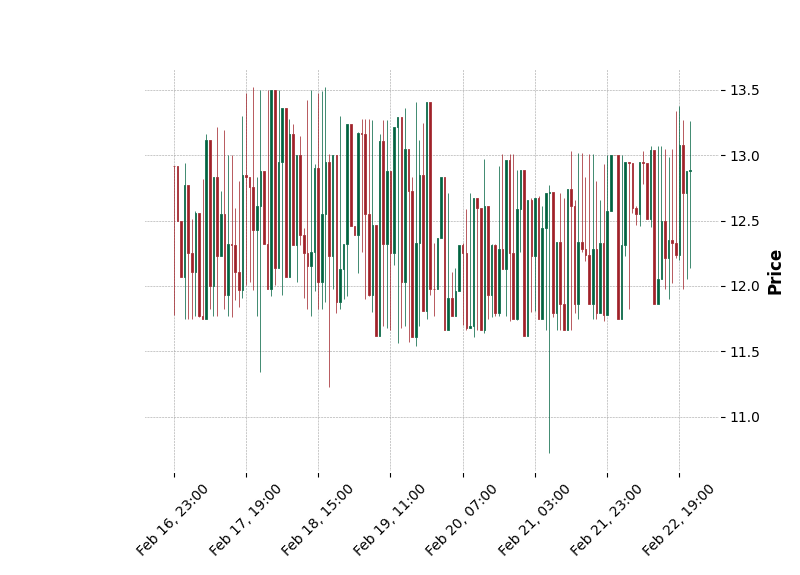 13.5
13.0
12.5
12.0
11.5
11.0
Price
Feb 16, 23:00
Feb 17, 19:00
Feb 18, 15:00
Feb 19, 11:00
Feb 20, 07:00
Feb 21, 03:00
Feb 21, 23:00
Feb 22, 19:00